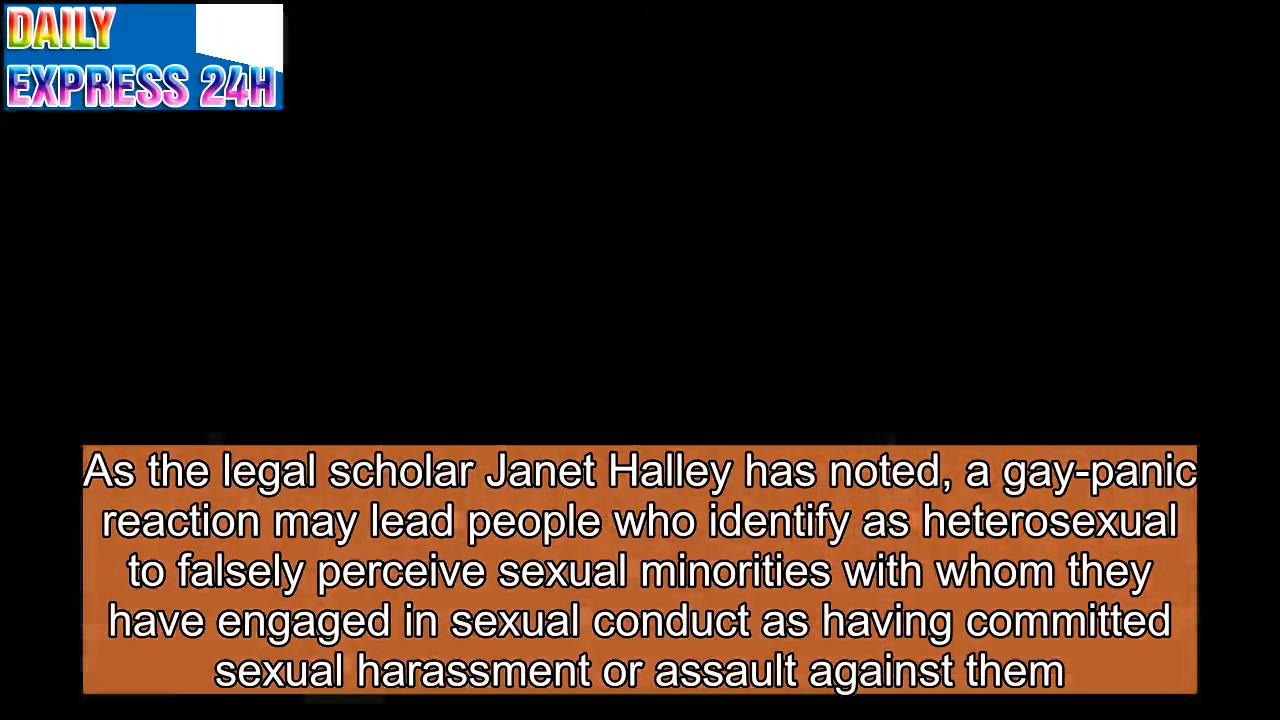 DAILY
EXPRESS 24H
As the legal scholar Janet Halley has noted, a gay-panic
reaction may lead people who identify as heterosexual
to falsely perceive sexual minorities with whom they
have engaged in sexual conduct as having committed
sexual harassment or assault against them